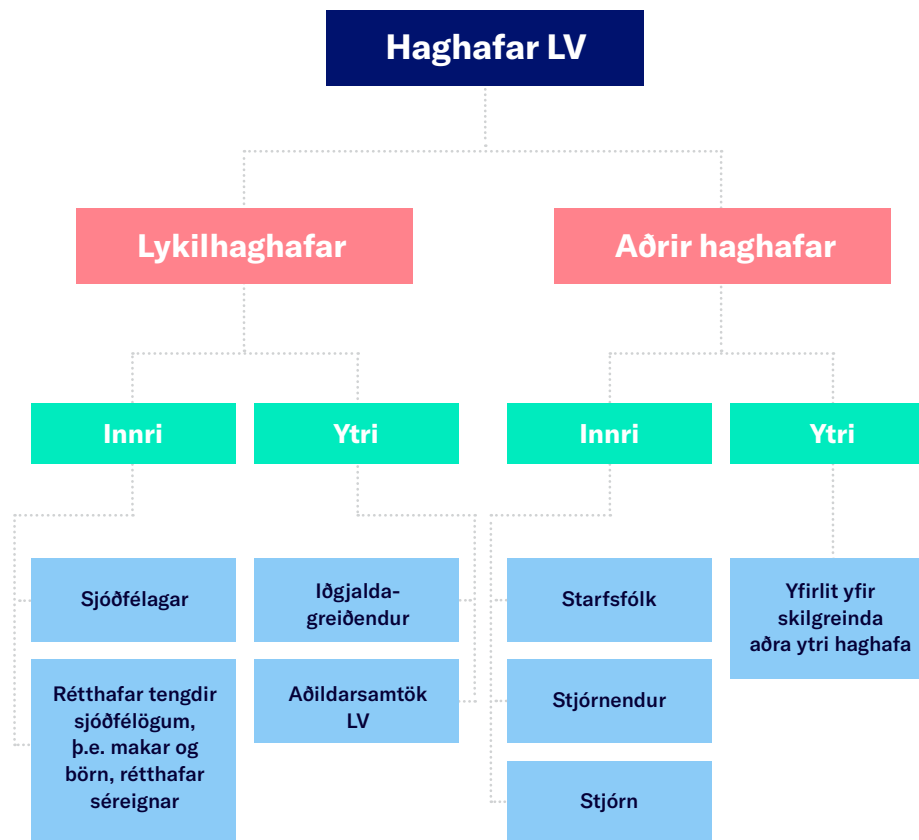 Haghafar LV
Lykilhaghafar
Aðrir haghafar
Innri
Ytri
Innri
Ytri
Sjóðfélagar
Rétthafar tengdir
sjóðfélögum,
þ.e. makar og
börn, rétthafar
séreignar
Iðgjalda-
greiðendur
Aðildarsamtök
LV
Starfsfólk
Stjórnendur
Stjórn
Yfirlit yfir
skilgreinda
aðra ytri haghafa